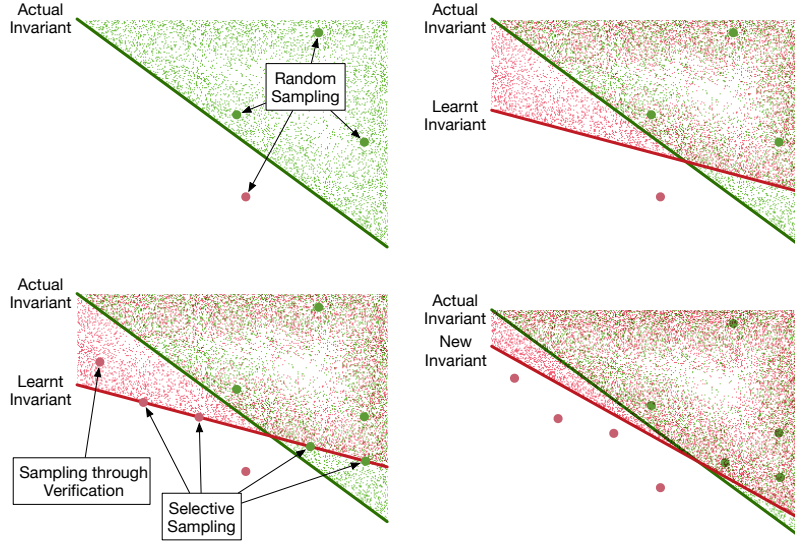 Actual
Invariant
Random
Sampling
Actual
Invariant
Learnt
Invariant
Actual
Invariant
Learnt
Invariant
Sampling through
Verification
Selective
Sampling
Actual
Invariant
New
Invariant